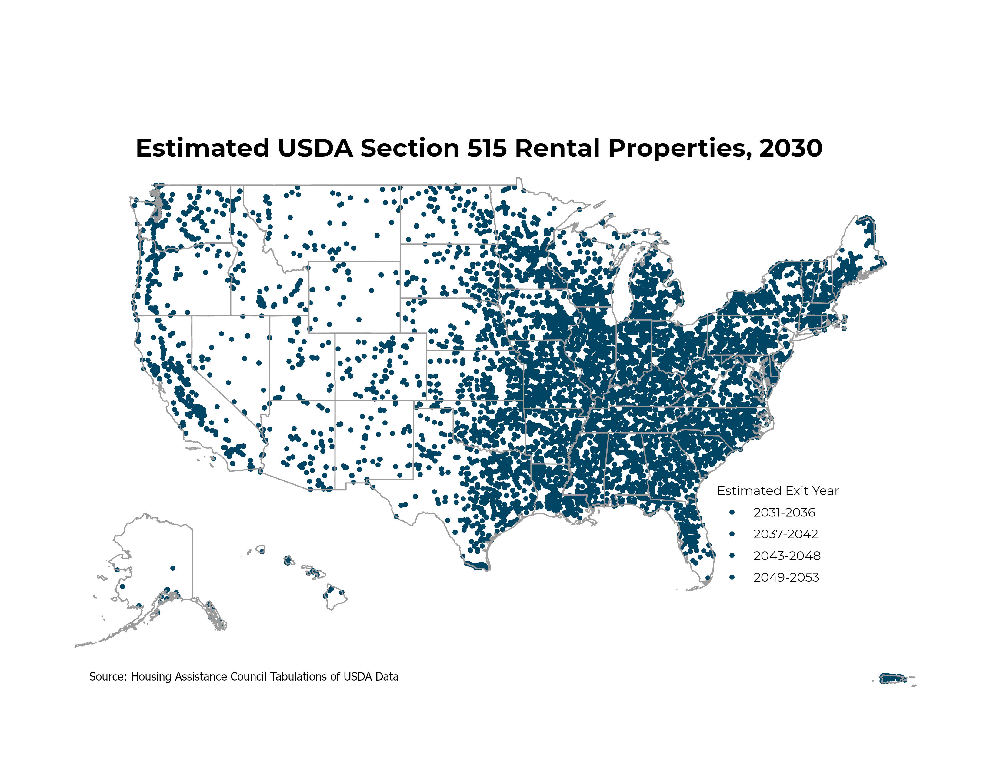 Estimated USDA Section 515 Rental Properties, 2030
Estimated Exit Year
2031-2036
2037-2042
2043-2048
2049-2053
Source: Housing Assistance Council Tabulations of USDA Data